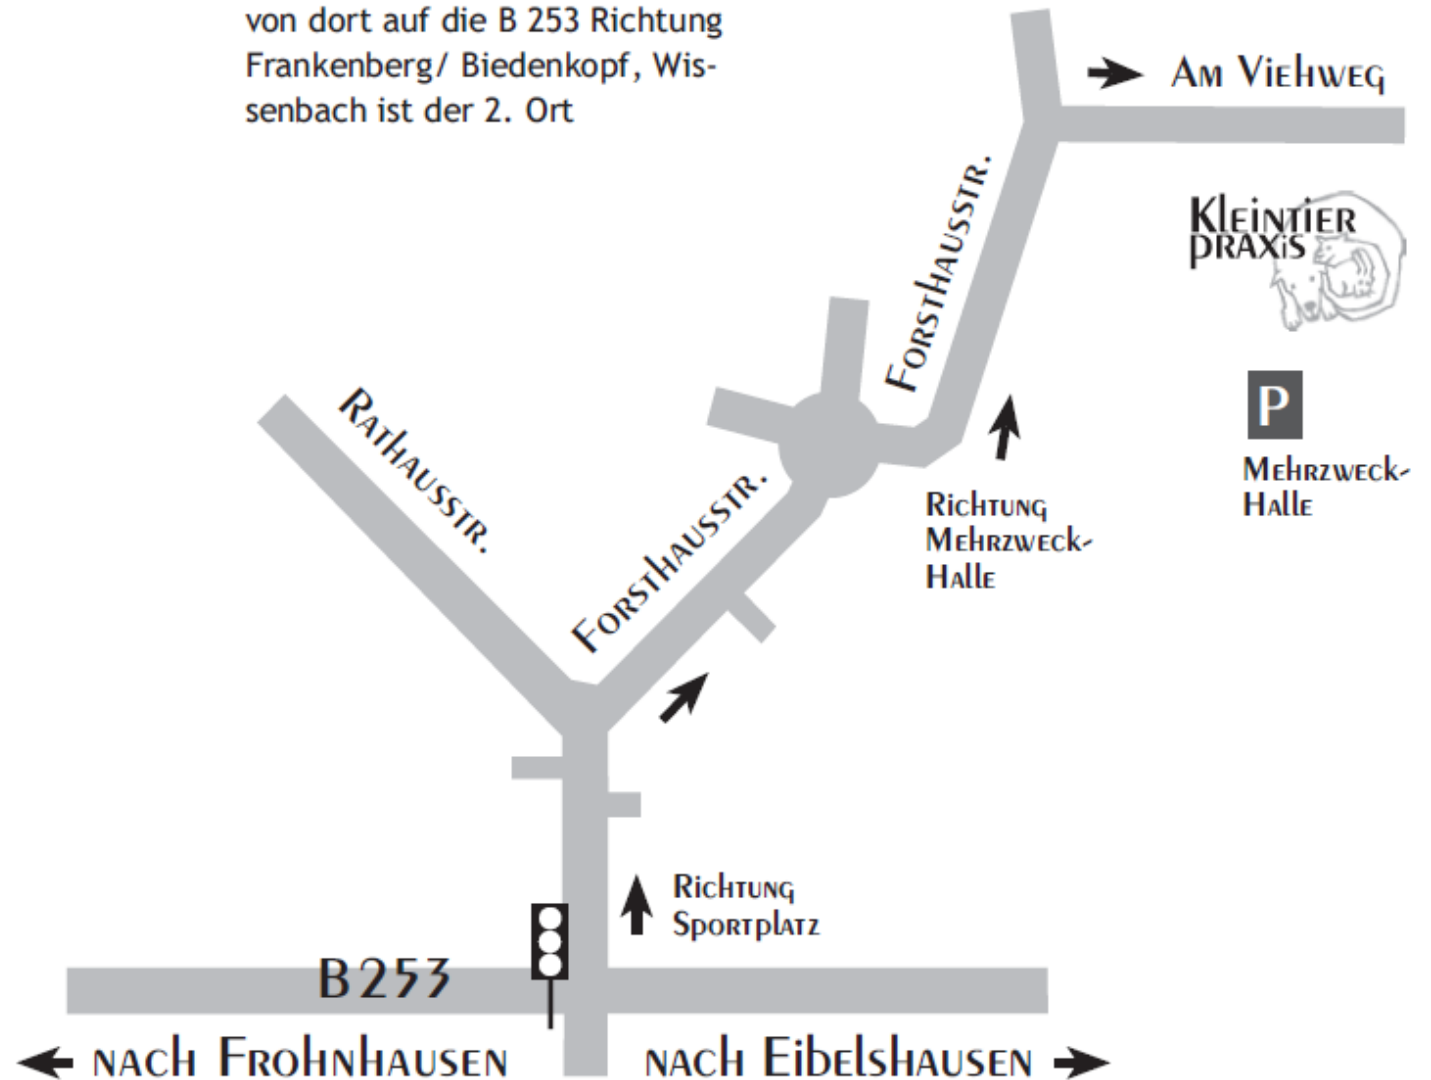 von dort auf die B 253 Richtung
Frankenberg/ Biedenkopf, Wis-
senbach ist der 2. Ort
Am Viehweg
Kleintier
praxis
Forsthausstr.
P
Mehrzweck-
Halle
Rathausstr.
Forsthausstr.
Richtung
Mehrzweck-
Halle
Richtung
Sportplatz
B 253
nach Frohnhausen
nach Eibelshausen